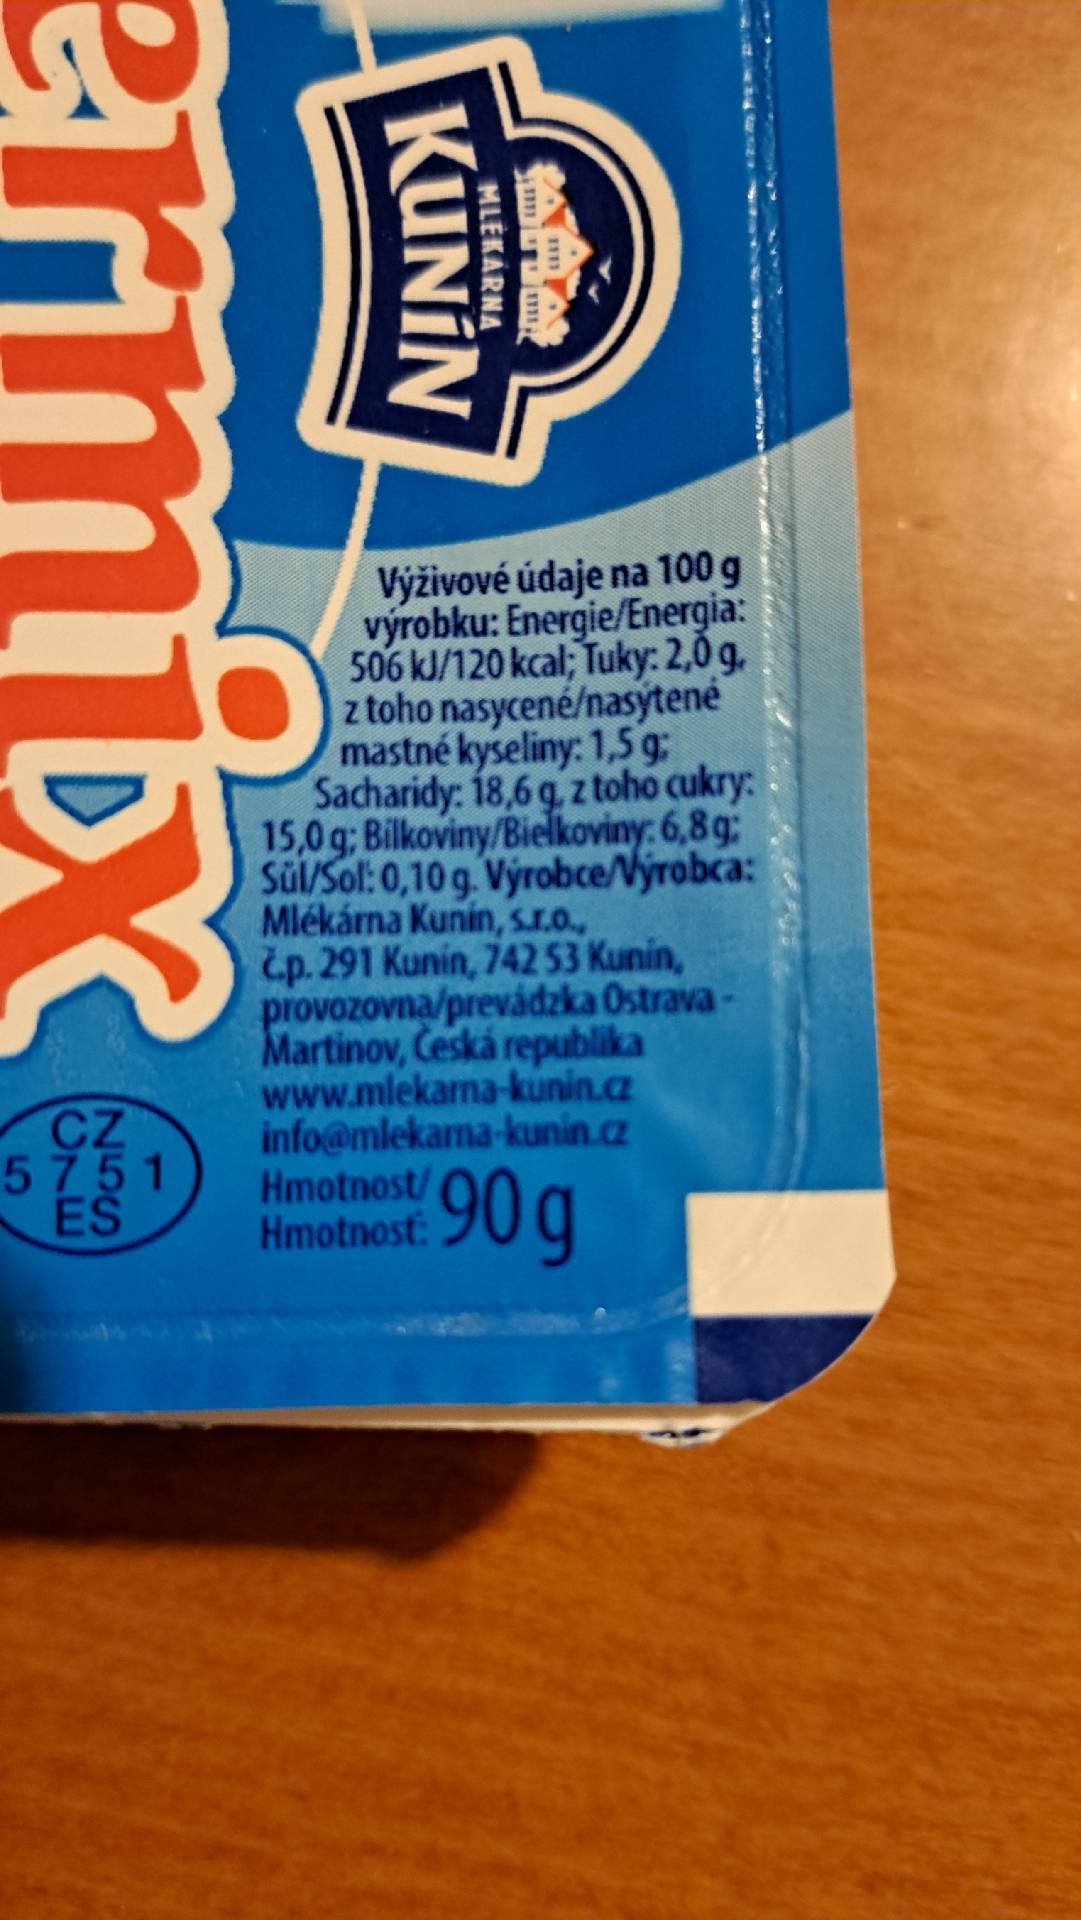 ermix
MLÉKÁRNA
KUNÍN
Výživové údaje na 100 g
výrobku: Energie/Energia:
506 kJ/120 kcal; Tuky: 2,0 g,
z toho nasycené/nasýtené
mastné kyseliny: 1,5 g;
Sacharidy: 18,6 g, z toho cukry:
15,0 g; Bílkoviny/Bielkoviny: 6,8 g;
Sůl/Soľ: 0,10 g. Výrobce/Výrobca:
Mlékárna Kunín, s.r.o.,
č.p. 291 Kunín, 742 53 Kunín,
provozovna/prevádzka Ostrava -
Martinov, Česká republika
www.mlekarna-kunin.cz
info@mlekarna-kunin.cz
Hmotnost/
Hmotnosť: 90 g
CZ
5751
ES